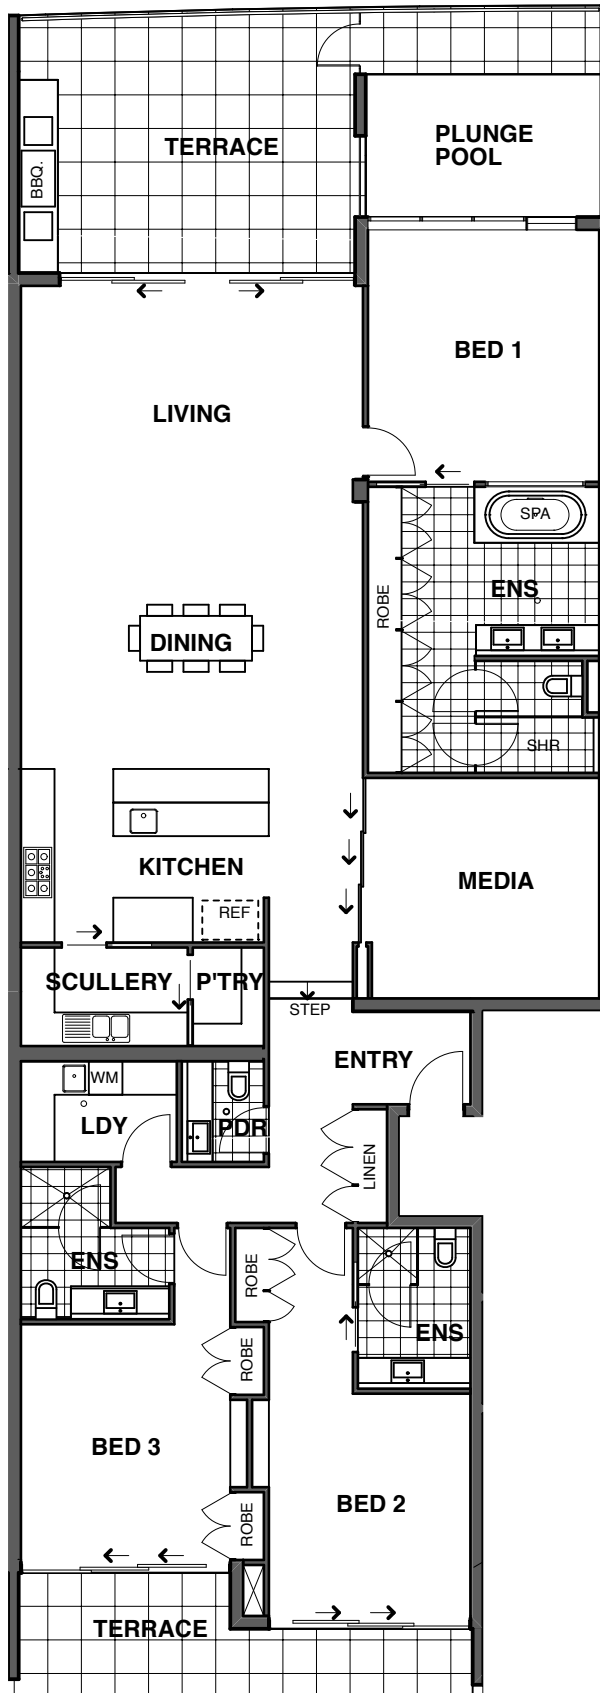 TERRACE
PLUNGE
POOL
BBQ.
BED 1
LIVING
SPA
ENS
ROBE
DINING
SHR
KITCHEN
MEDIA
REF
SCULLERY
P'TRY
STEP
ENTRY
WM
LDY
PDR
LINEN
ENS
ROBE
ENS
ROBE
BED 3
BED 2
ROBE
TERRACE